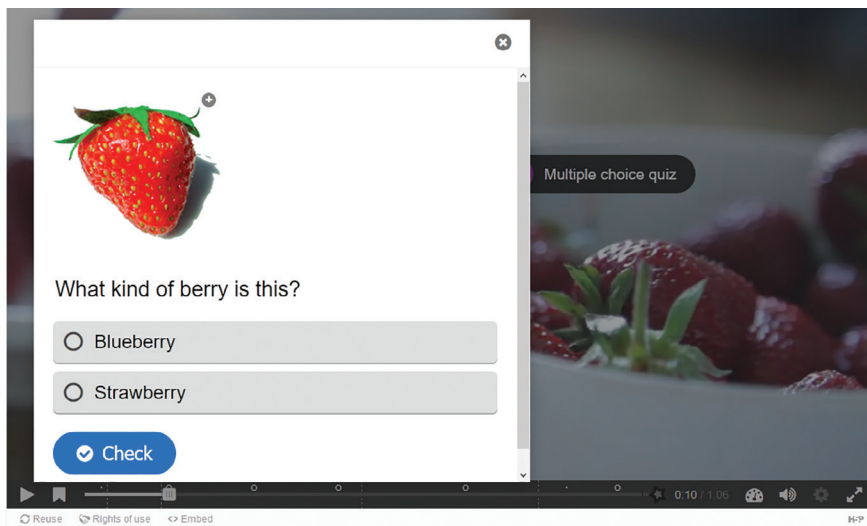 Multiple choice quiz
What kind of berry is this?
Blueberry
Strawberry
Check
0:10 / 1:06
Reuse
Rights of use
<> Embed
H5P